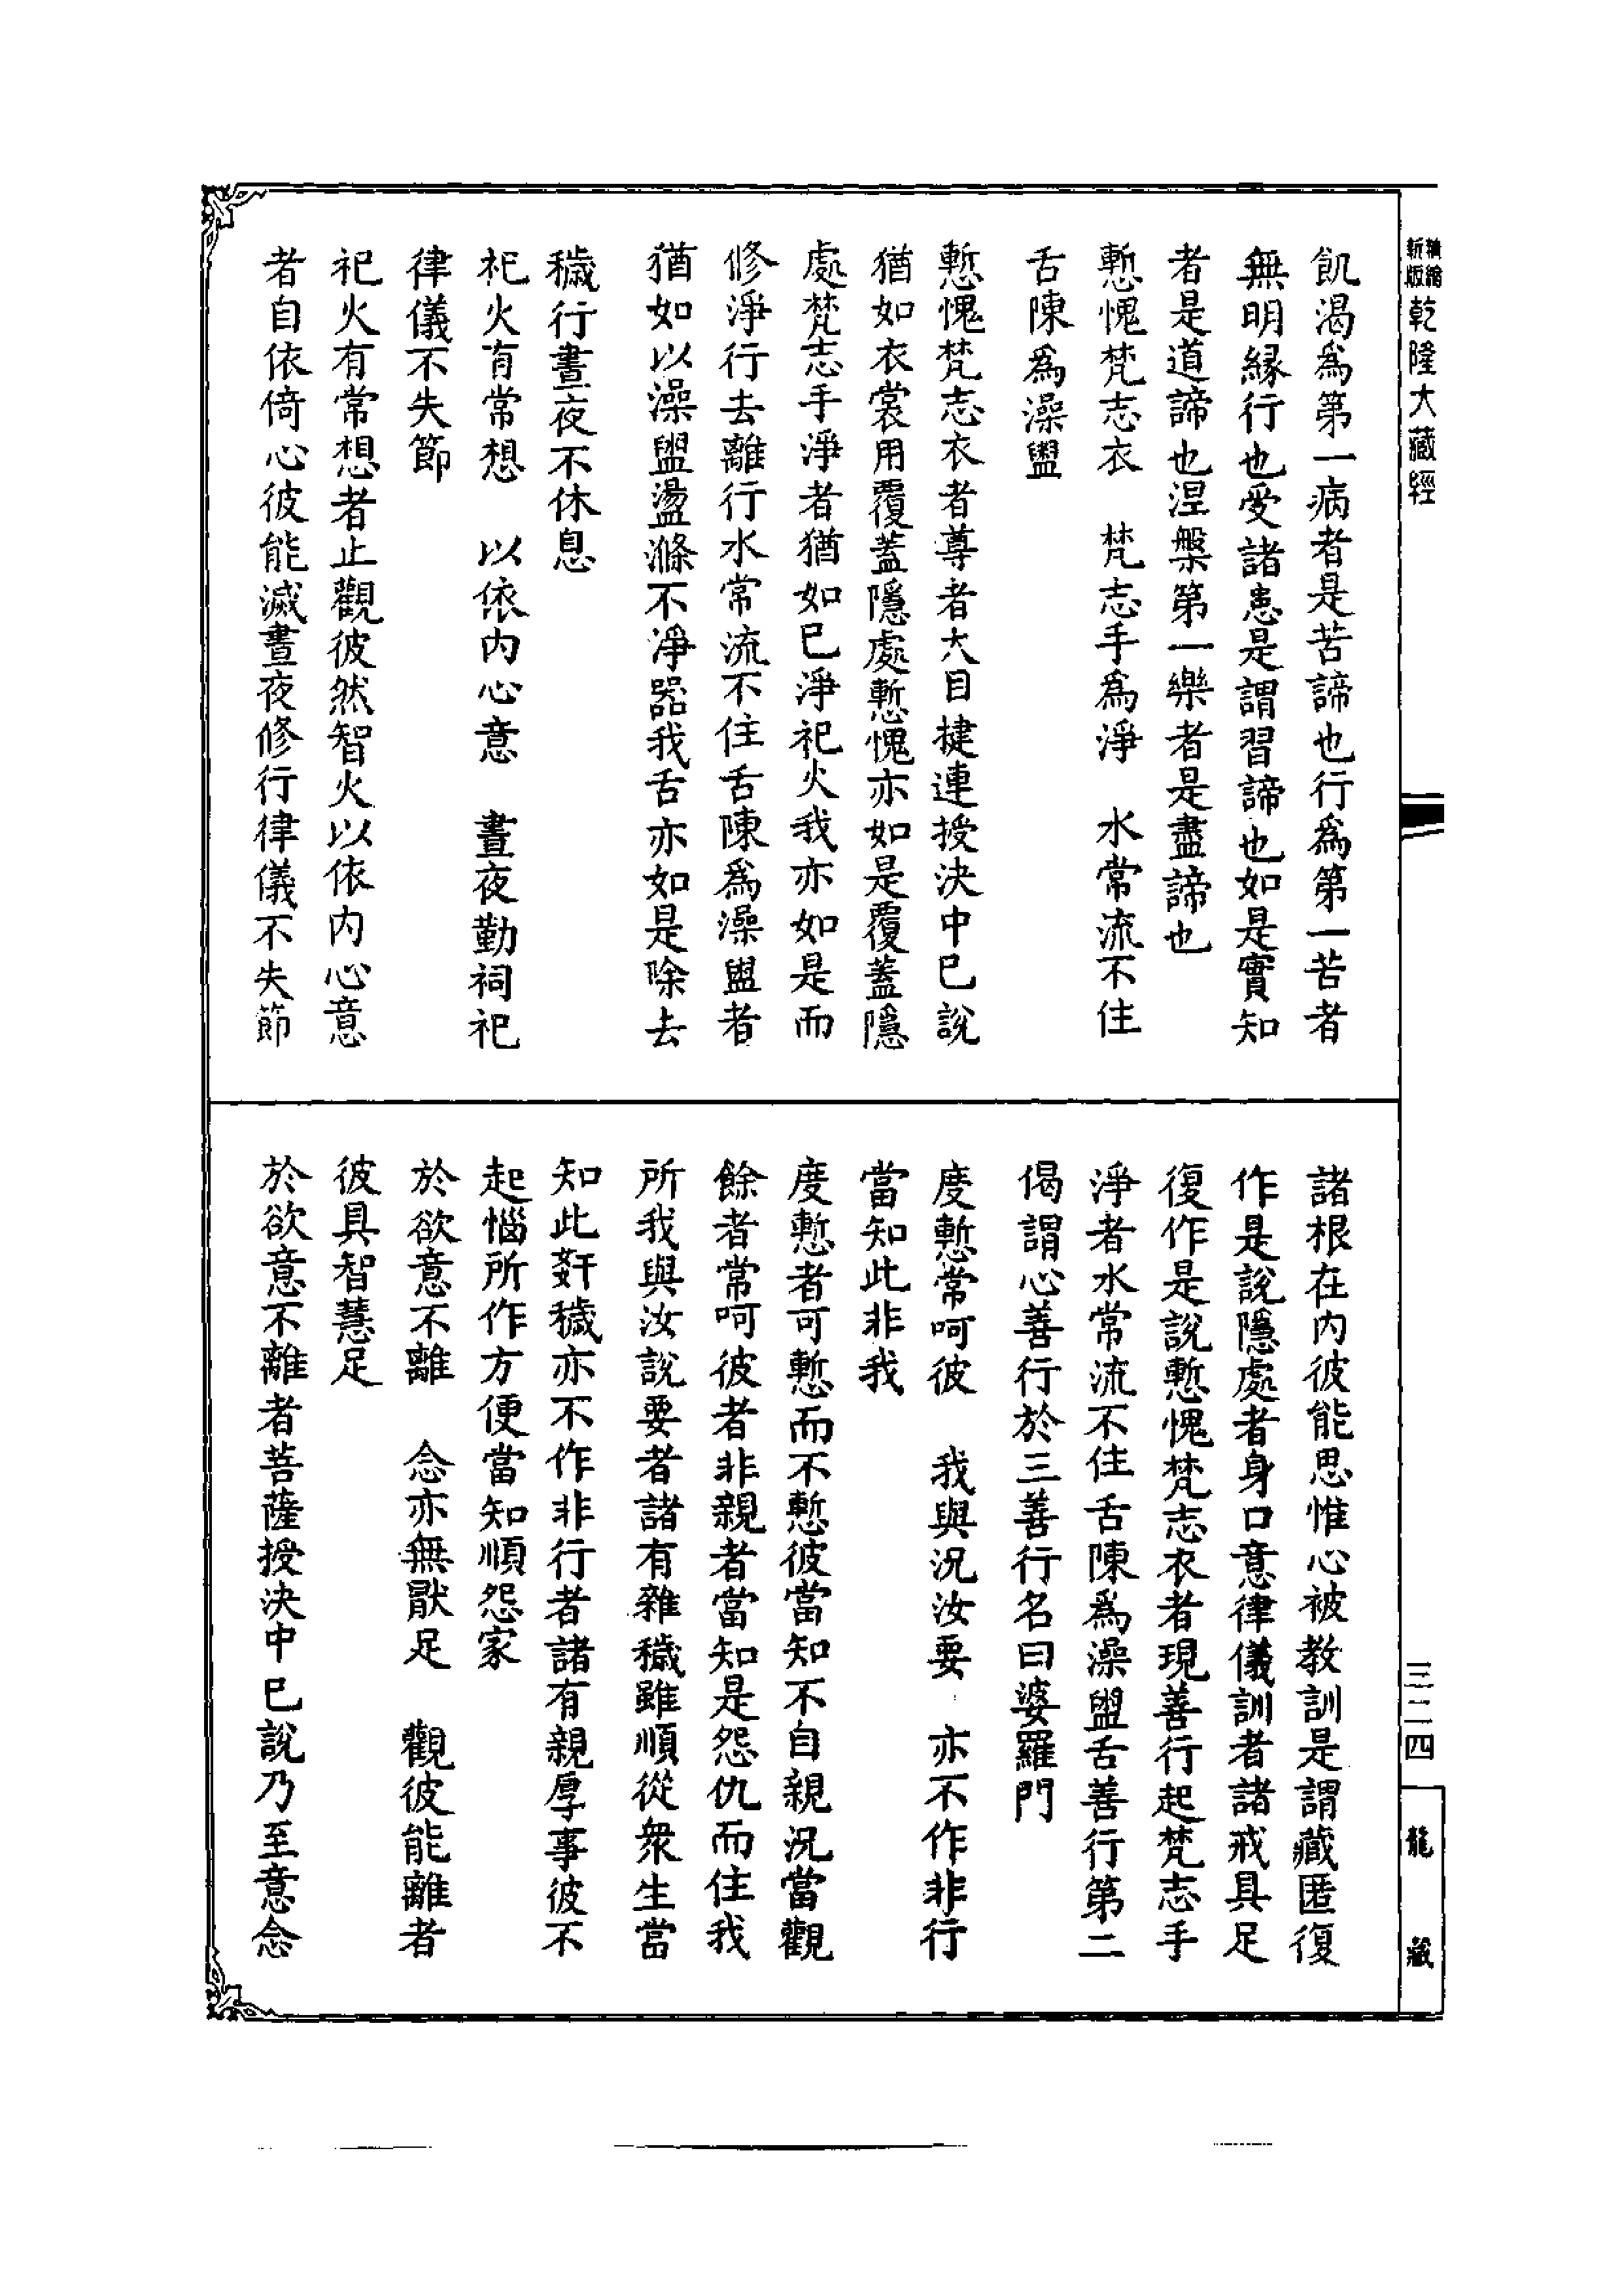 新版精縮乾隆大藏經
飢渴爲第一病者是苦諦也行爲第一苦者
無明緣行也受諸患是謂習諦也如是實知
者是道諦也涅槃第一樂者是盡諦也
慙愧梵志衣　梵志手爲淨　水常流不住
舌陳爲澡盥
慙愧梵志衣者尊者大目揵連授決中已說
猶如衣裳用覆蓋隱處慙愧亦如是覆蓋隱
處梵志手淨者猶如已淨祀火我亦如是而
修淨行去離行水常流不住舌陳爲澡盥者
猶如以澡盥盪滌不淨器我舌亦如是除去
穢行晝夜不休息
祀火有常想　以依內心意　晝夜勤祠祀
律儀不失節
祀火有常想者止觀彼然智火以依內心意
者自依倚心彼能滅晝夜修行律儀不失節
諸根在內彼能思惟心被教訓是謂藏匿復
作是說隱處者身口意律儀訓者諸戒具足
復作是說慙愧梵志衣者現善行起梵志手
淨者水常流不住舌陳爲澡盥舌善行第二
偈謂心善行於三善行名曰婆羅門
度慙常呵彼　我與況汝要　亦不作非行
當知此非我
度慙者可慙而不慙彼當知不自親況當觀
餘者常呵彼者非親者當知是怨仇而住我
所我與汝說要者諸有雜穢雖順從衆生當
知此姧穢亦不作非行者諸有親厚事彼不
起惱所作方便當知順怨家
於欲意不離　念亦無猒足　觀彼能離者
彼具智慧足
於欲意不離者菩薩授決中已說乃至意念
三二四
龍藏